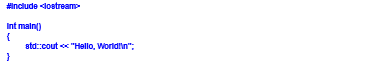 #include <iostream>
int main()
{
std::cout << "Hello, World!\n";
}